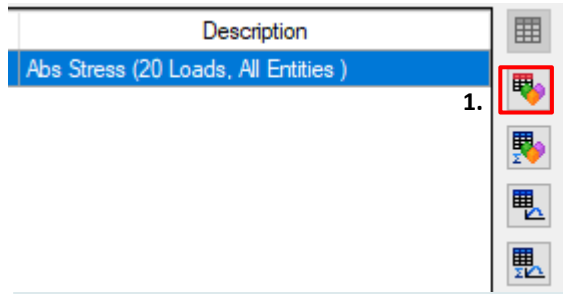 Description
Abs Stress (20 Loads, All Entities )
1.
Σ
Σ